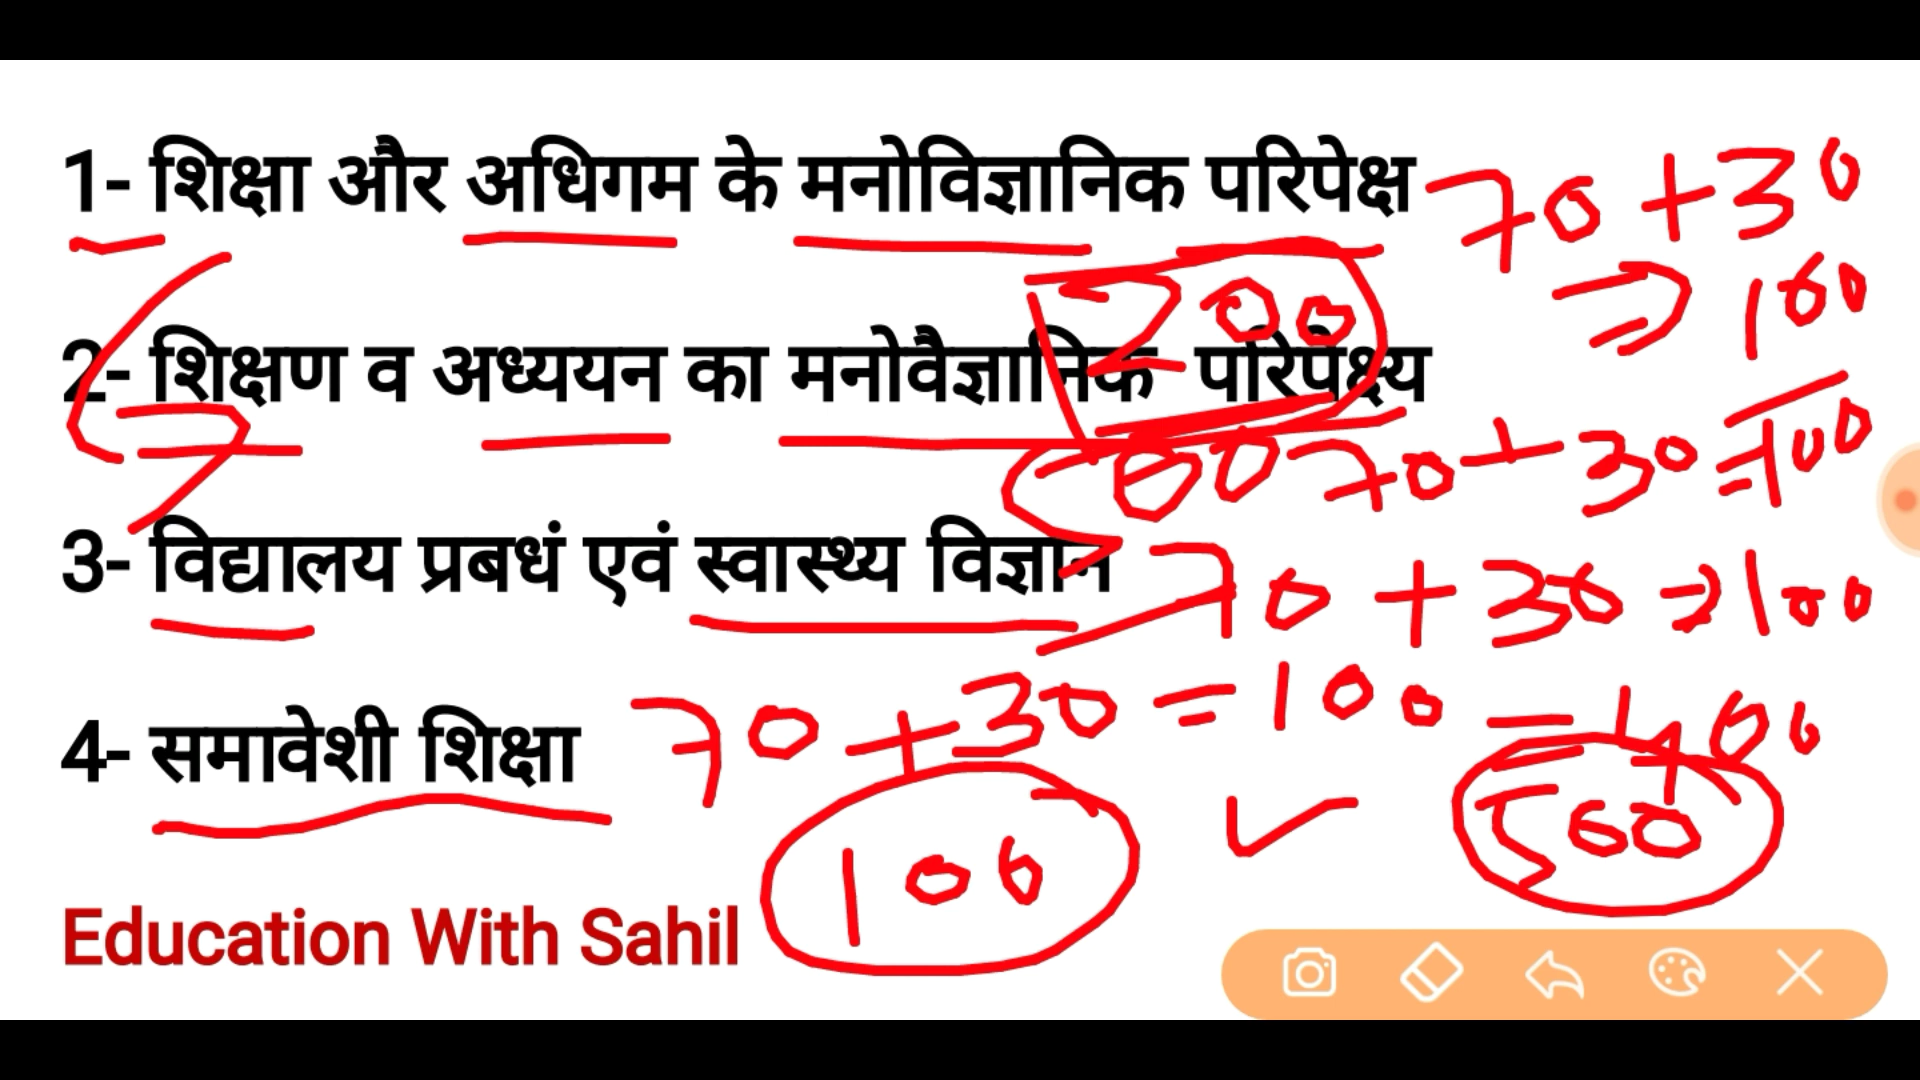 1- शिक्षा और अधिगम के मनोविज्ञानिक परिपेक्ष 70 + 30
=> 100
200
2- शिक्षण व अध्ययन का मनोवैज्ञानिक परिपेक्ष्य
70 + 30 = 100
3- विद्यालय प्रबधं एवं स्वास्थ्य विज्ञान
70 + 30 => 100
4- समावेशी शिक्षा 70 + 30 = 100 = 400
100
500
Education With Sahil